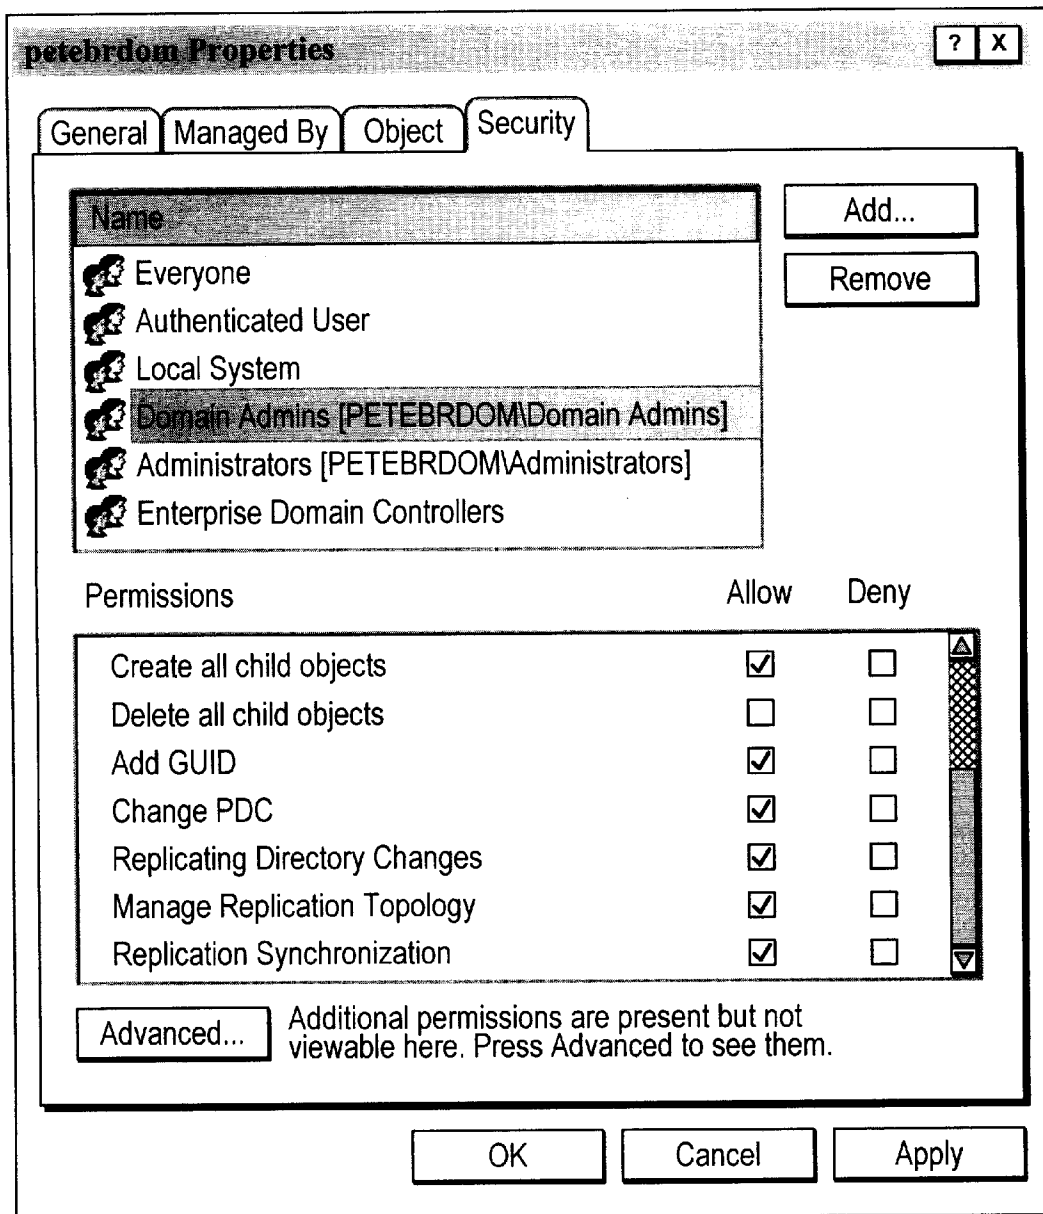 petebrdom Properties ? X
General Managed By Object Security
Name
Add...
Everyone
Remove
Authenticated User
Local System
Domain Admins [PETEBRDOM\Domain Admins]
Administrators [PETEBRDOM\Administrators]
Enterprise Domain Controllers
Permissions Allow Deny
Create all child objects
Delete all child objects
Add GUID
Change PDC
Replicating Directory Changes
Manage Replication Topology
Replication Synchronization
Advanced...
Additional permissions are present but not
viewable here. Press Advanced to see them.
OK Cancel Apply